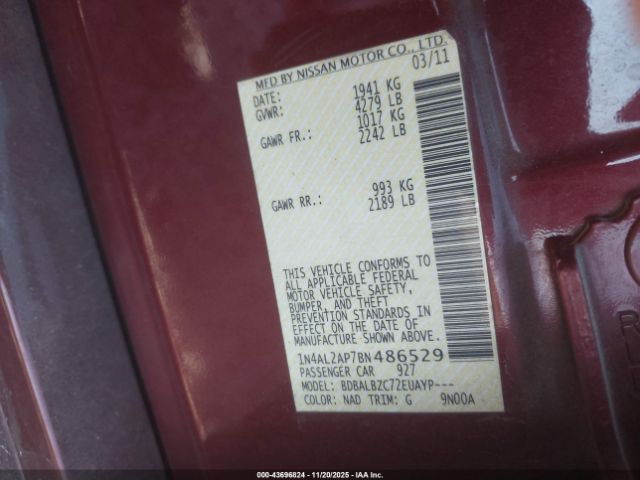 MFD BY NISSAN MOTOR CO., LTD.
DATE: 03/11
GVWR: 1941 KG
4279 LB
GAWR FR.: 1017 KG
2242 LB
GAWR RR.: 993 KG
2189 LB
THIS VEHICLE CONFORMS TO
ALL APPLICABLE FEDERAL
MOTOR VEHICLE SAFETY,
BUMPER, AND THEFT
PREVENTION STANDARDS IN
EFFECT ON THE DATE OF
MANUFACTURE SHOWN ABOVE.
1N4AL2AP7BN486529
PASSENGER CAR 927
MODEL: BDBALBZC72EUAYP---
COLOR: NAD TRIM: G 9N00A
000-43696824 | 11/20/2025 | IAA Inc.